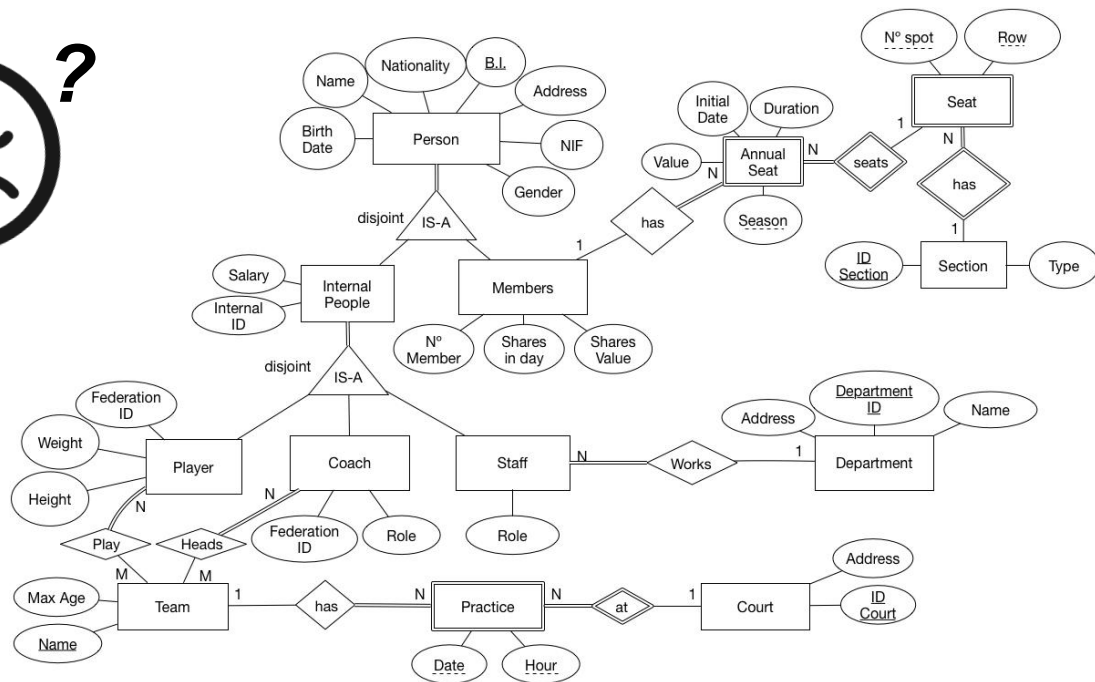 ?
Nº spot
Row
Nationality
B.I.
Name
Address
Seat
Initial
Date
Duration
Birth
Date
Person
NIF
1
N
Value
N
Annual
Seat
N
seats
Gender
has
disjoint
IS-A
has
Season
1
1
Salary
Internal
People
Members
ID
Section
Section
Type
Internal
ID
Nº
Member
Shares
in day
Shares
Value
disjoint
IS-A
Federation
ID
Department
ID
Address
Name
Weight
Player
Coach
Staff
N
Works
1
Department
Height
N
N
Play
Heads
Federation
ID
Role
Role
M
M
Address
Max Age
Team
1
has
N
Practice
N
at
1
Court
ID
Court
Name
Date
Hour